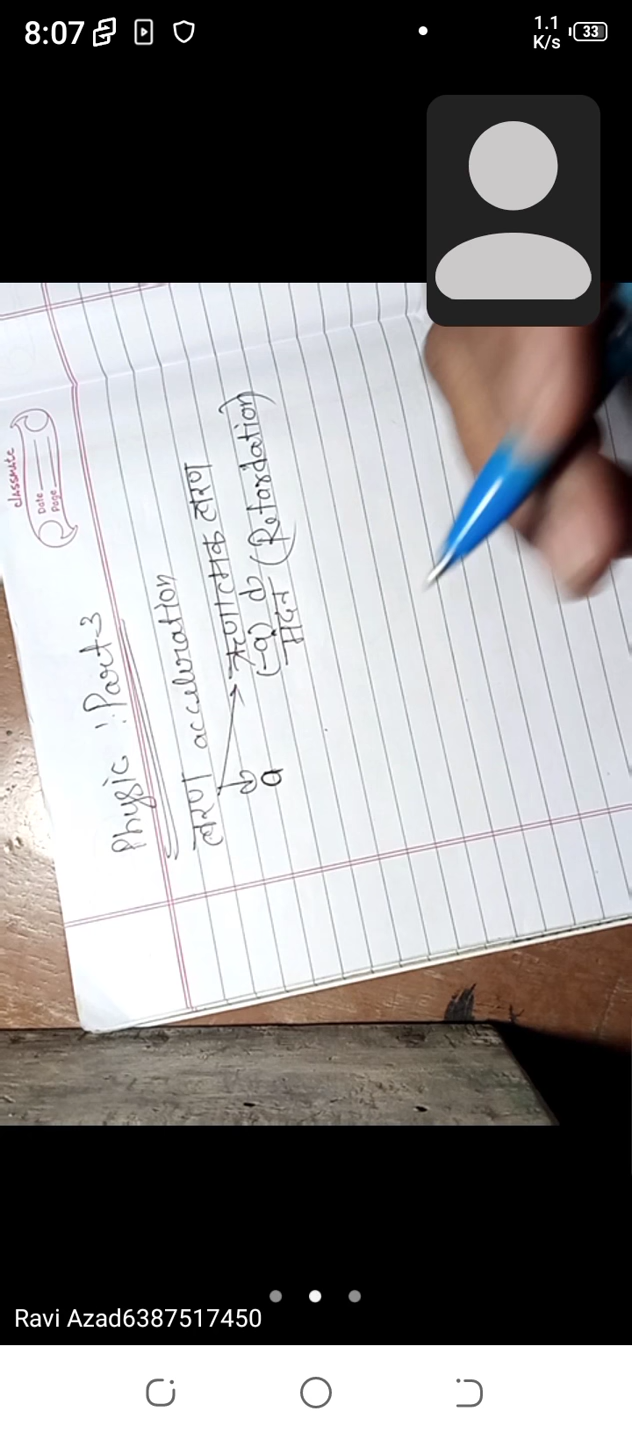 8:07
1.1
K/s
33
classmate
Date
Page
Physic : Part-3
त्वरण acceleration
a
ऋणात्मक त्वरण
(-a) के
मंदन (Retardation)
Ravi Azad6387517450